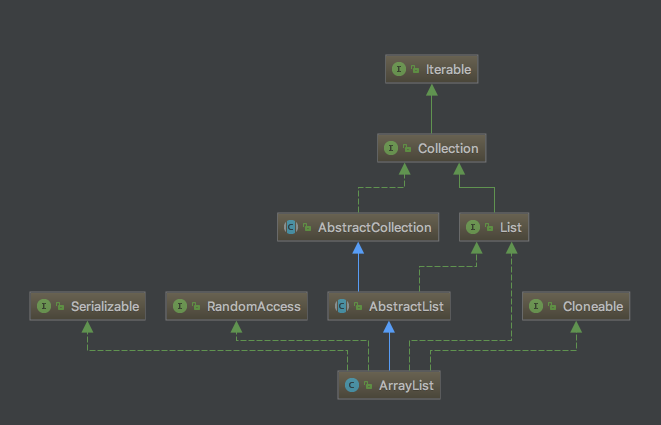 I Iterable
I Collection
C AbstractCollection
I List
I Serializable
I RandomAccess
C AbstractList
I Cloneable
C ArrayList